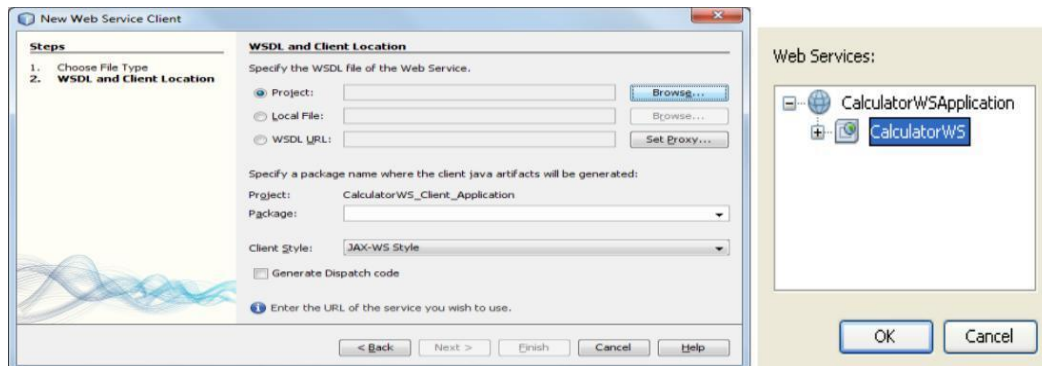 New Web Service Client
Steps
1. Choose File Type
2. WSDL and Client Location
WSDL and Client Location
Specify the WSDL file of the Web Service.
Project: Browse...
Local File: Browse...
WSDL URL: Set Proxy...
Specify a package name where the client java artifacts will be generated:
Project: CalculatorWS_Client_Application
Package:
Client Style: JAX-WS Style
Generate Dispatch code
Enter the URL of the service you wish to use.
< Back Next > Finish Cancel Help
Web Services:
CalculatorWSApplication
CalculatorWS
OK Cancel